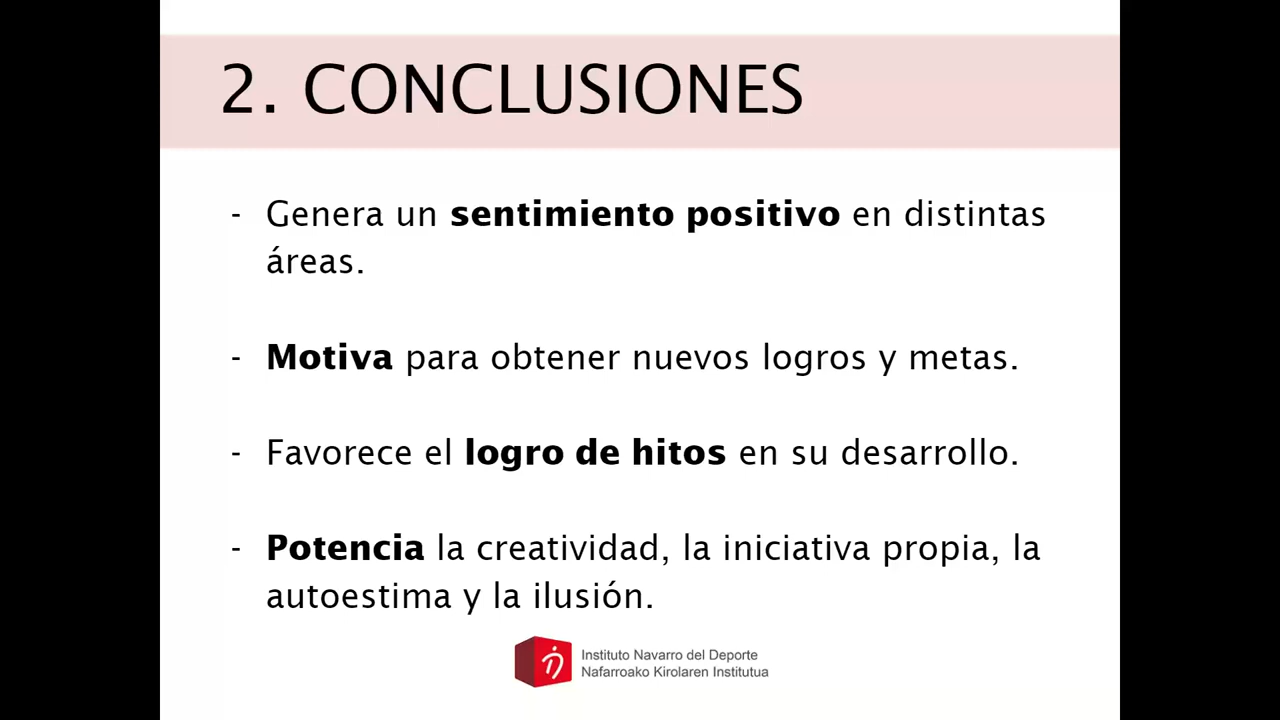 2. CONCLUSIONES
- Genera un sentimiento positivo en distintas
áreas.
- Motiva para obtener nuevos logros y metas.
- Favorece el logro de hitos en su desarrollo.
- Potencia la creatividad, la iniciativa propia, la
autoestima y la ilusión.
Instituto Navarro del Deporte
Nafarroako Kirolaren Institutua